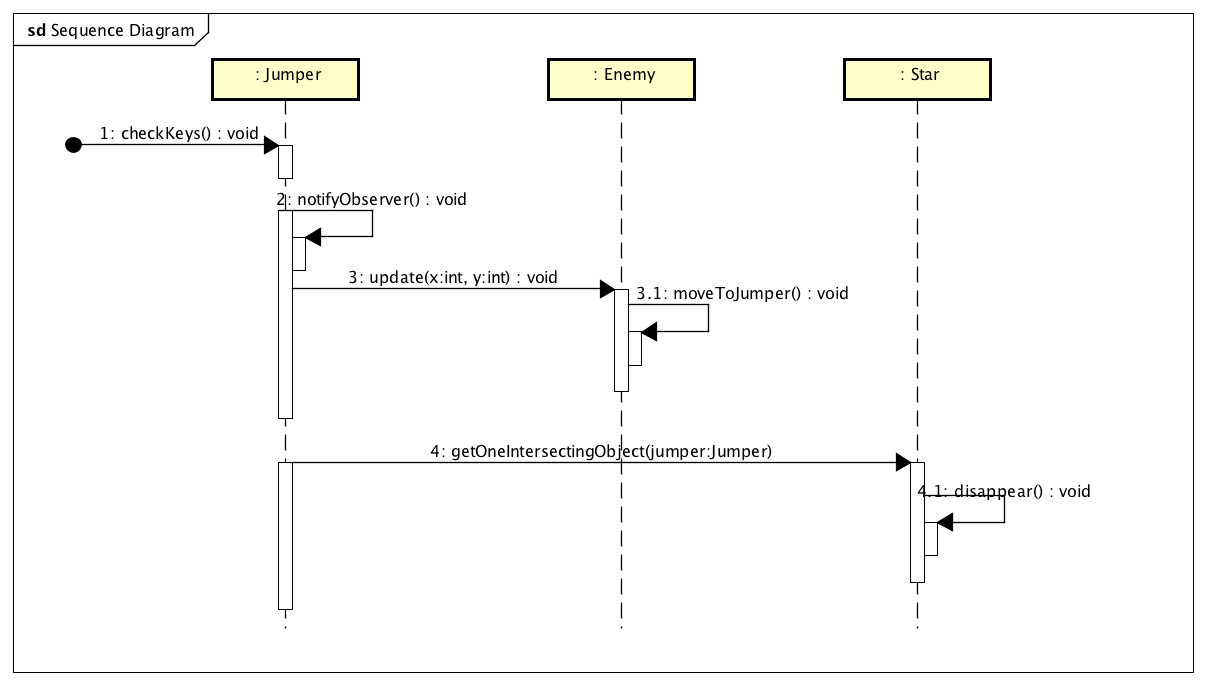 sd Sequence Diagram
: Jumper
: Enemy
: Star
1: checkKeys() : void
2: notifyObserver() : void
3: update(x:int, y:int) : void
3.1: moveToJumper() : void
4: getOneIntersectingObject(jumper:Jumper)
4.1: disappear() : void